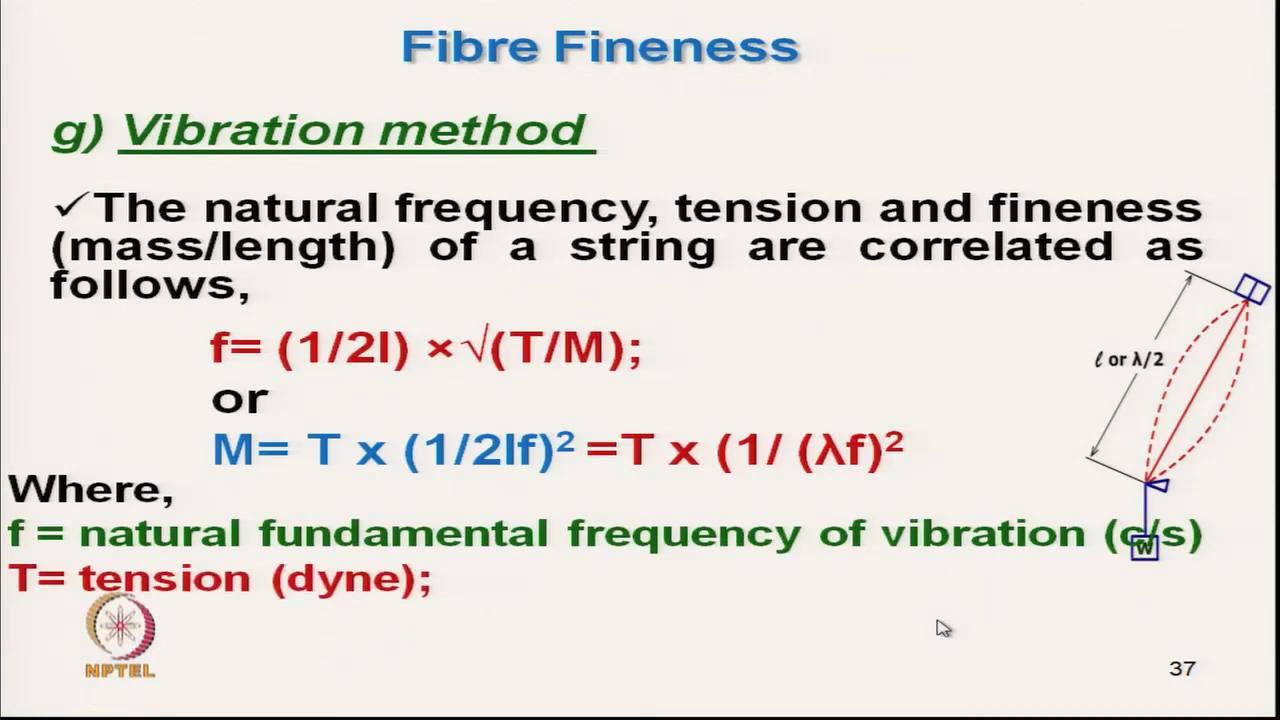 Fibre Fineness
g) Vibration method
✓The natural frequency, tension and fineness
(mass/length) of a string are correlated as
follows,
f= (1/2l) ×√(T/M);
ℓ or λ/2
or
M= T x (1/2lf)² =T x (1/ (λf)²
Where,
f = natural fundamental frequency of vibration (c/s)
W
T= tension (dyne);
NPTEL
37